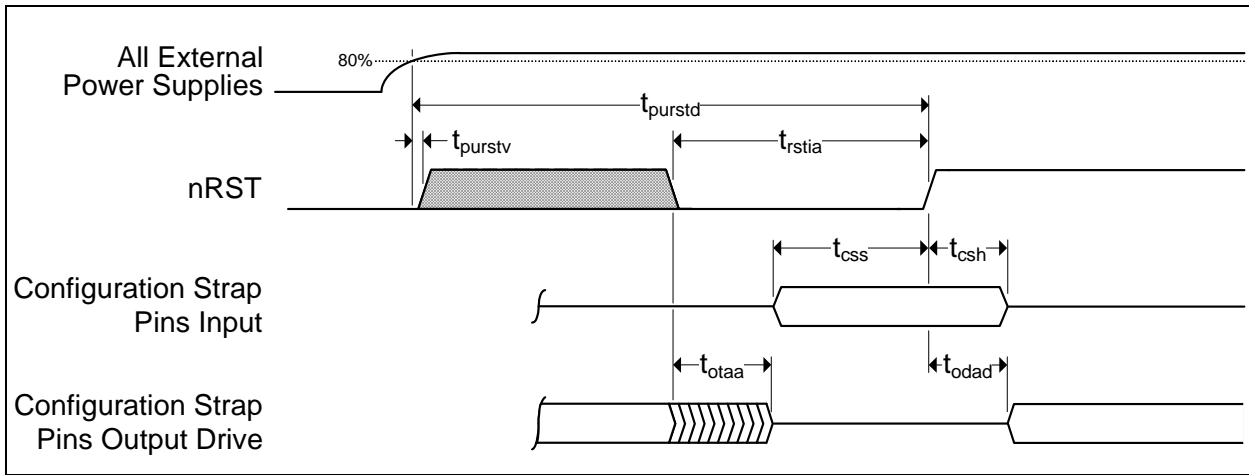 All External
Power Supplies
80%
tpurstd
tpurstv
trstia
nRST
tcss
tcsh
Configuration Strap
Pins Input
totaa
todad
Configuration Strap
Pins Output Drive